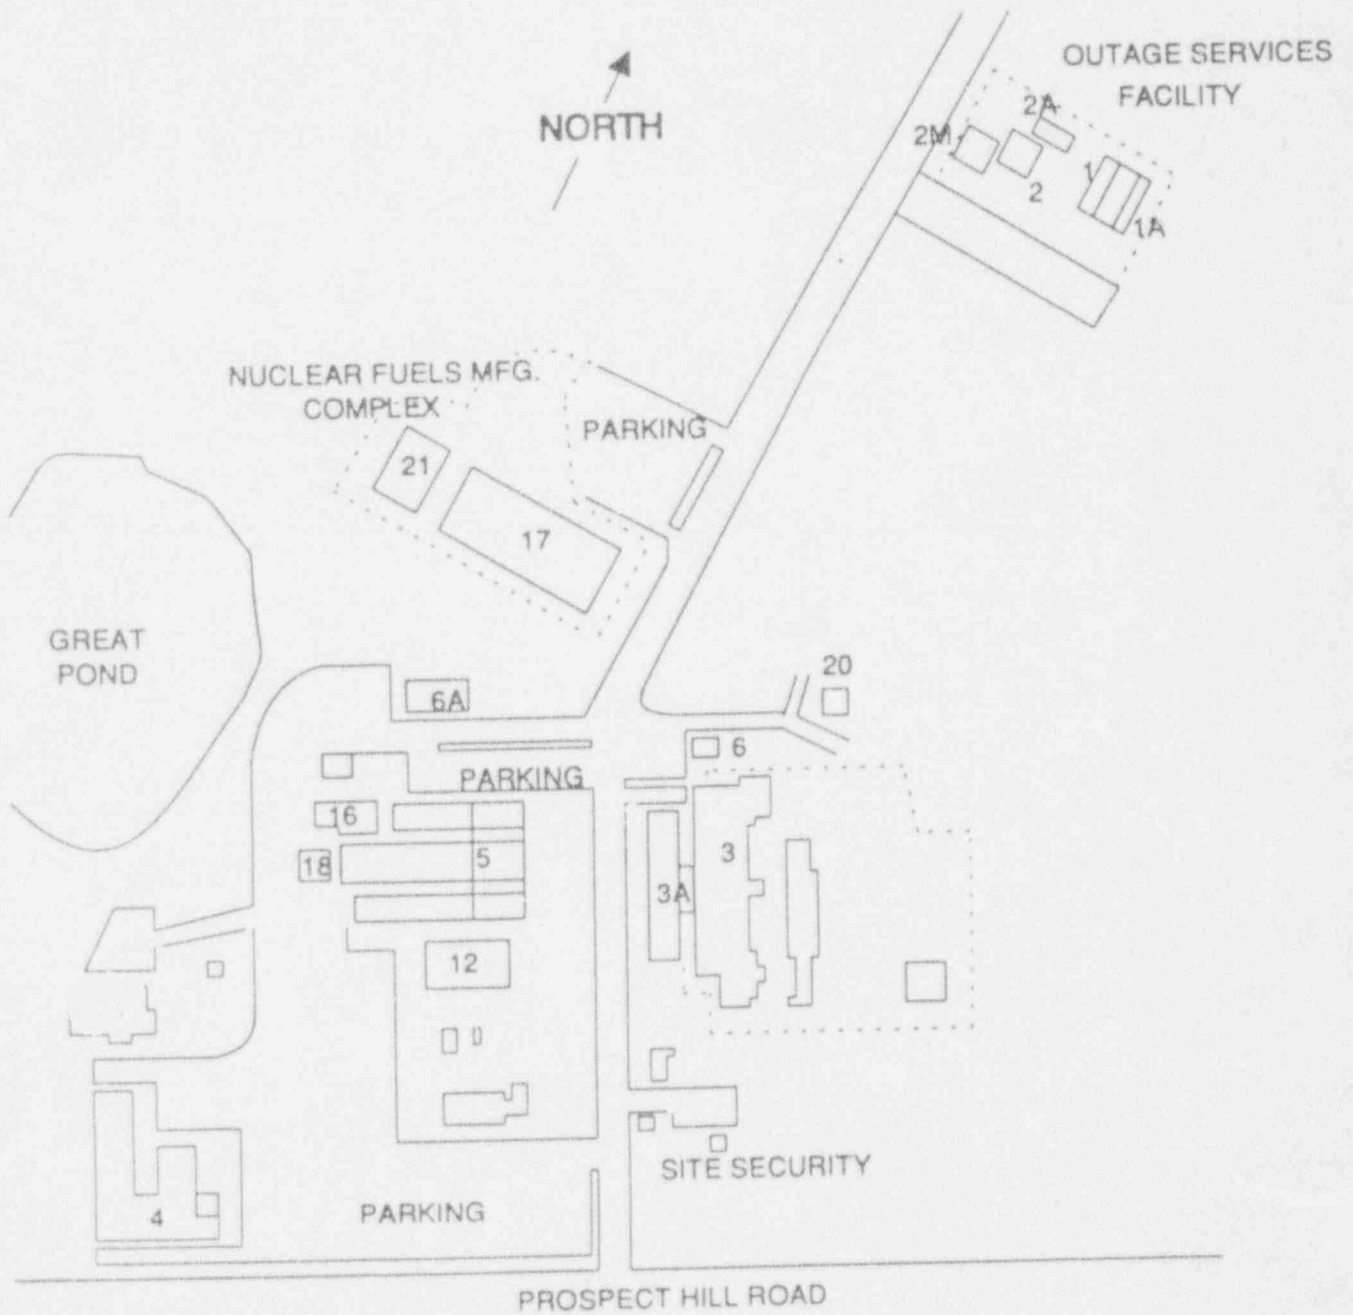 OUTAGE SERVICES
FACILITY
NORTH
2A
2M
2
1
1A
NUCLEAR FUELS MFG.
COMPLEX
PARKING
21
17
GREAT
POND
20
6A
6
PARKING
16
5
3
18
3A
12
SITE SECURITY
4
PARKING
PROSPECT HILL ROAD